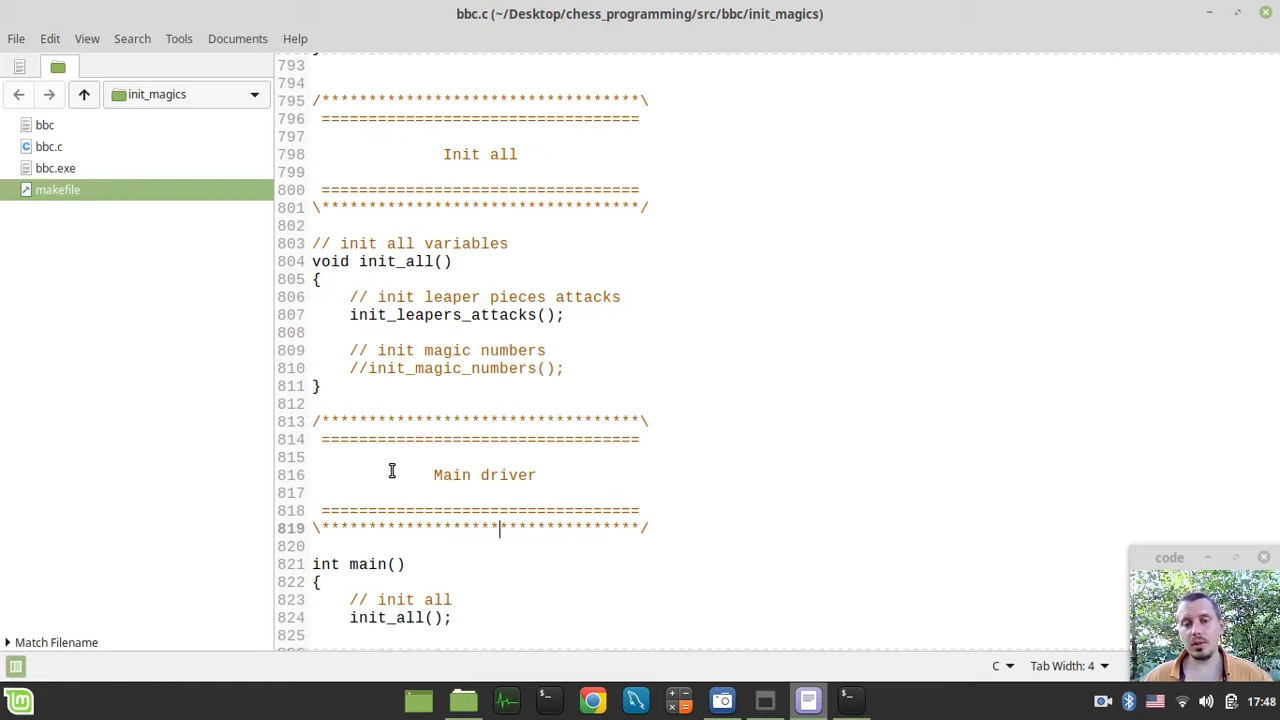 bbc.c (~/Desktop/chess_programming/src/bbc/init_magics)
File Edit View Search Tools Documents Help
init_magics
bbc
bbc.c
bbc.exe
makefile
793
794
795 /**********************************\
796 ==================================
797
798 Init all
799
800 ==================================
801 \**********************************/
802
803 // init all variables
804 void init_all()
805 {
806 // init leaper pieces attacks
807 init_leapers_attacks();
808
809 // init magic numbers
810 //init_magic_numbers();
811 }
812
813 /**********************************\
814 ==================================
815
816 Main driver
817
818 ==================================
819 \**********************************/
820
821 int main()
822 {
823 // init all
824 init_all();
825
Match Filename
C Tab Width: 4
code
17:48